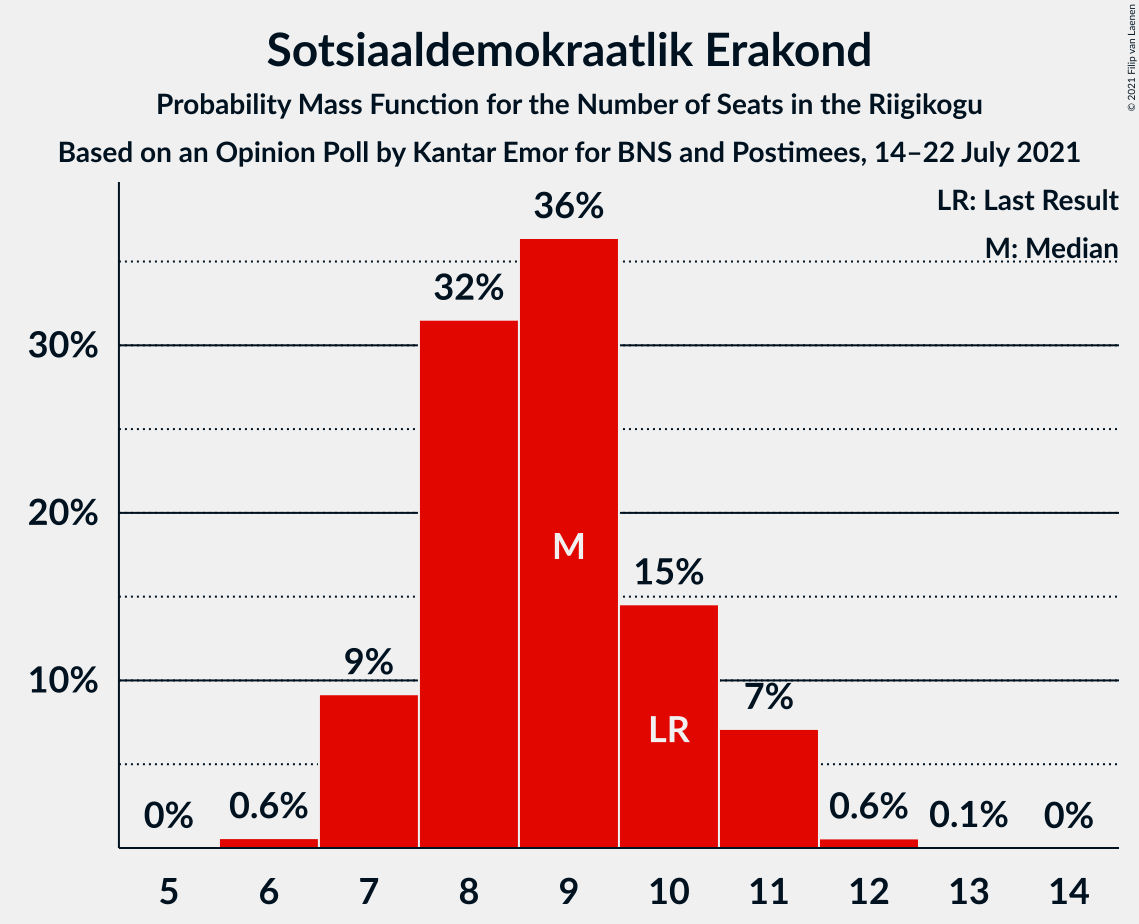 Sotsiaaldemokraatlik Erakond
Probability Mass Function for the Number of Seats in the Riigikogu
Based on an Opinion Poll by Kantar Emor for BNS and Postimees, 14–22 July 2021
© 2021 Filip van Laenen
LR: Last Result
M: Median
30%
20%
10%
0%
0.6%
9%
32%
36%
15%
7%
0.6%
0.1%
0%
M
LR
5 6 7 8 9 10 11 12 13 14